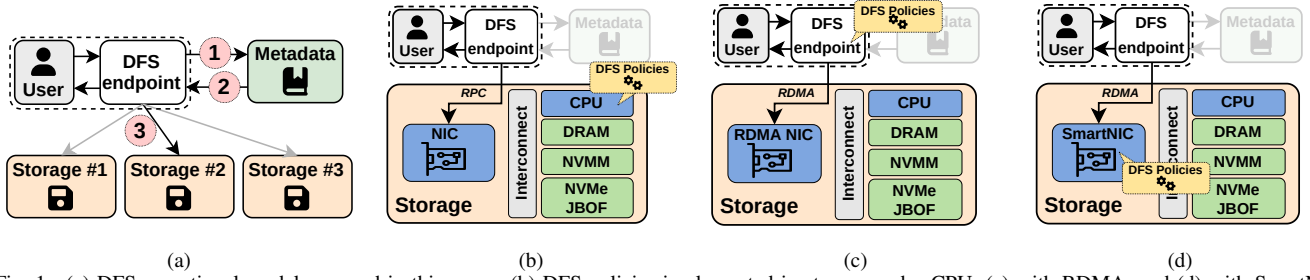 User
DFS
endpoint
1
2
Metadata
3
Storage #1
Storage #2
Storage #3
(a)
User
DFS
endpoint
Metadata
DFS Policies
RPC
NIC
Interconnect
CPU
DRAM
NVMM
NVMe
JBOF
Storage
(b)
User
DFS
endpoint
DFS Policies
RDMA
RDMA NIC
Interconnect
CPU
DRAM
NVMM
NVMe
JBOF
Storage
(c)
User
DFS
endpoint
Metadata
RDMA
SmartNIC
DFS Policies
CPU
DRAM
NVMM
NVMe
JBOF
Storage
(d)